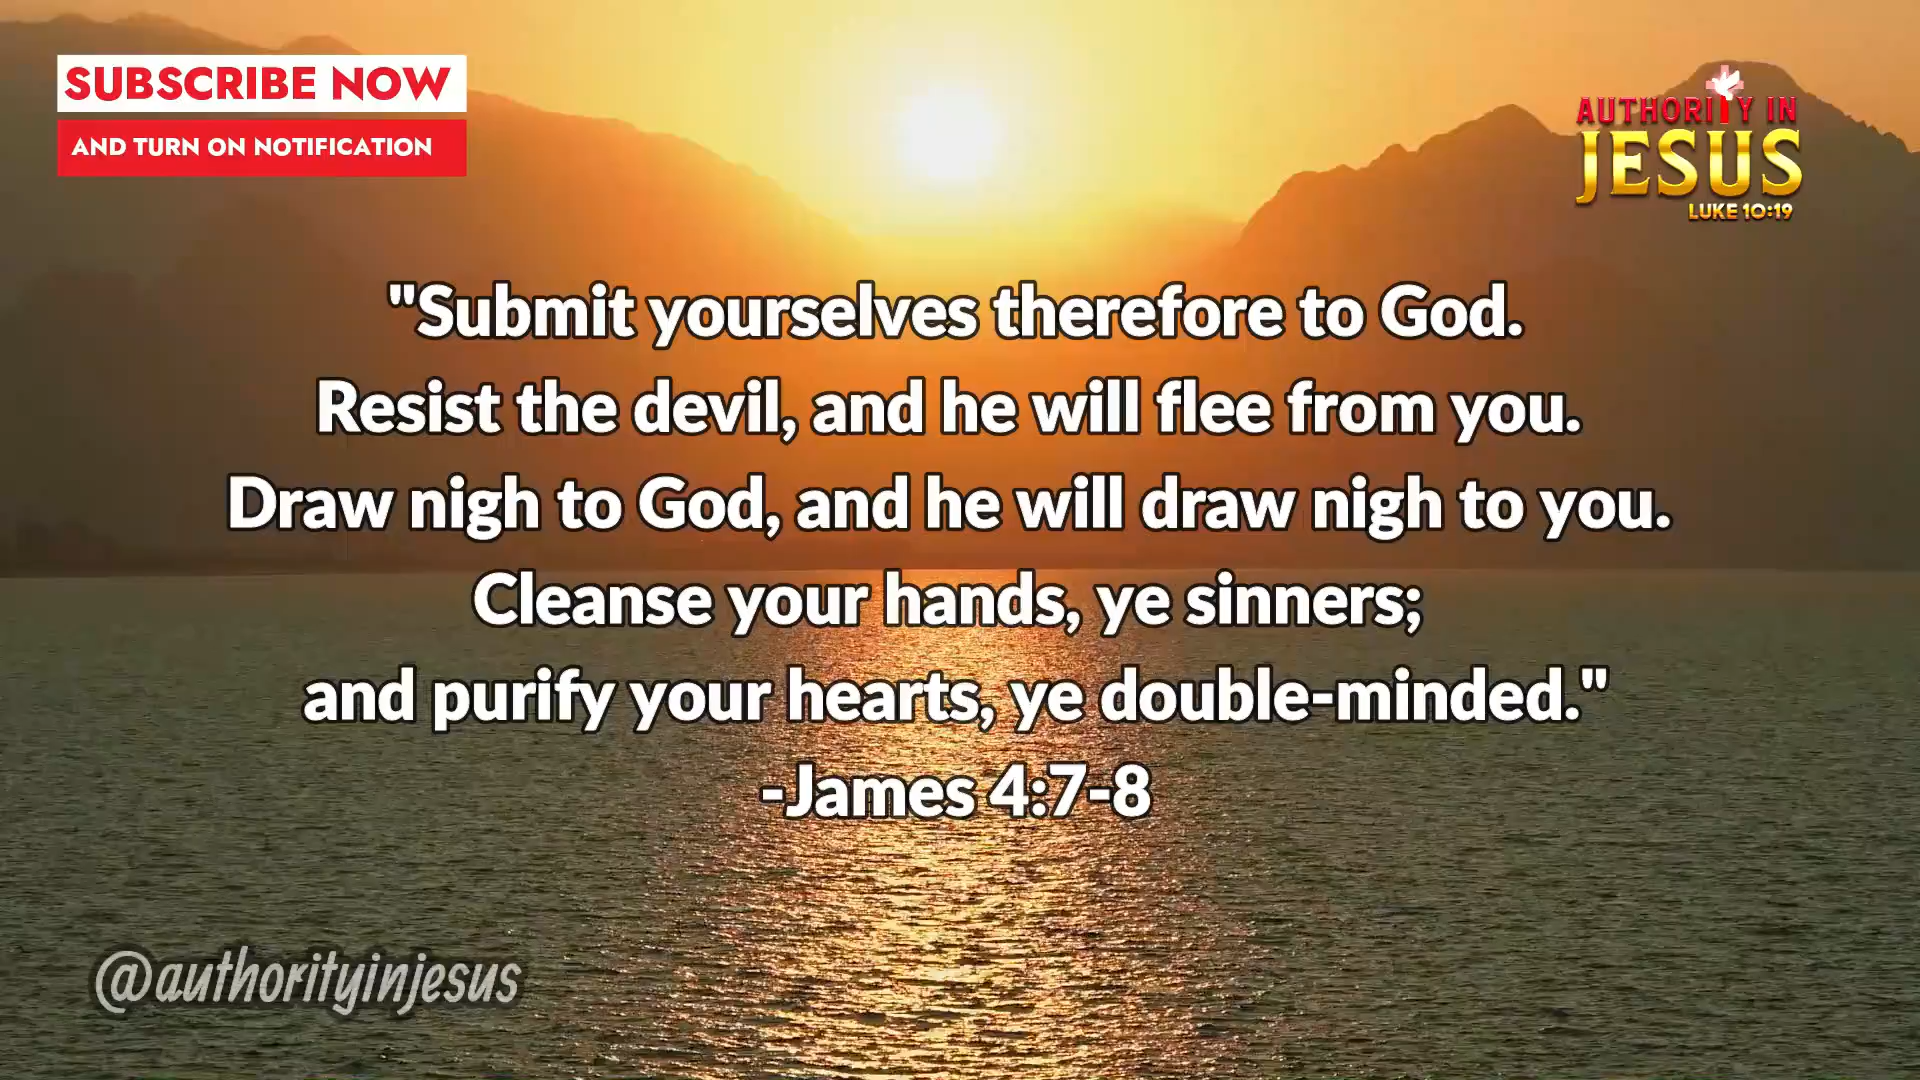 SUBSCRIBE NOW
AND TURN ON NOTIFICATION
AUTHORITY IN
JESUS
LUKE 10:19
"Submit yourselves therefore to God.
Resist the devil, and he will flee from you.
Draw nigh to God, and he will draw nigh to you.
Cleanse your hands, ye sinners;
and purify your hearts, ye double-minded."
-James 4:7-8
@authorityinjesus